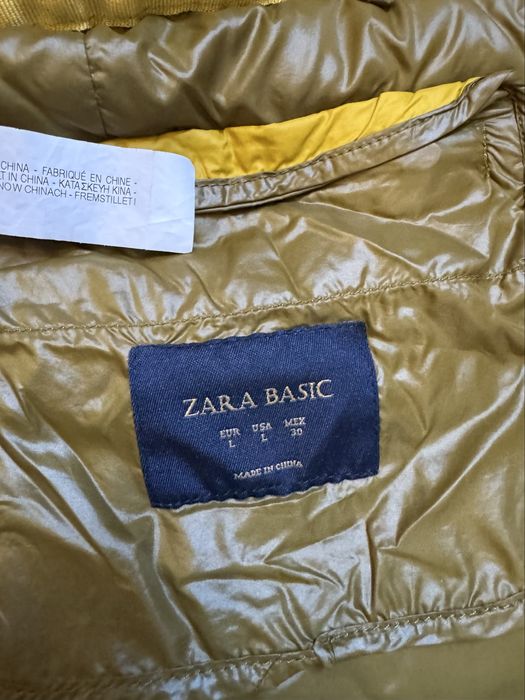 CHINA - FABRIQUÉ EN CHINE -
IN CHINA - ΚΑΤΑΣΚΕΥΗ ΚΙΝΑ -
CHINACH - FREMSTILLET I
ZARA BASIC
EUR USA MEX
L L 30
MADE IN CHINA